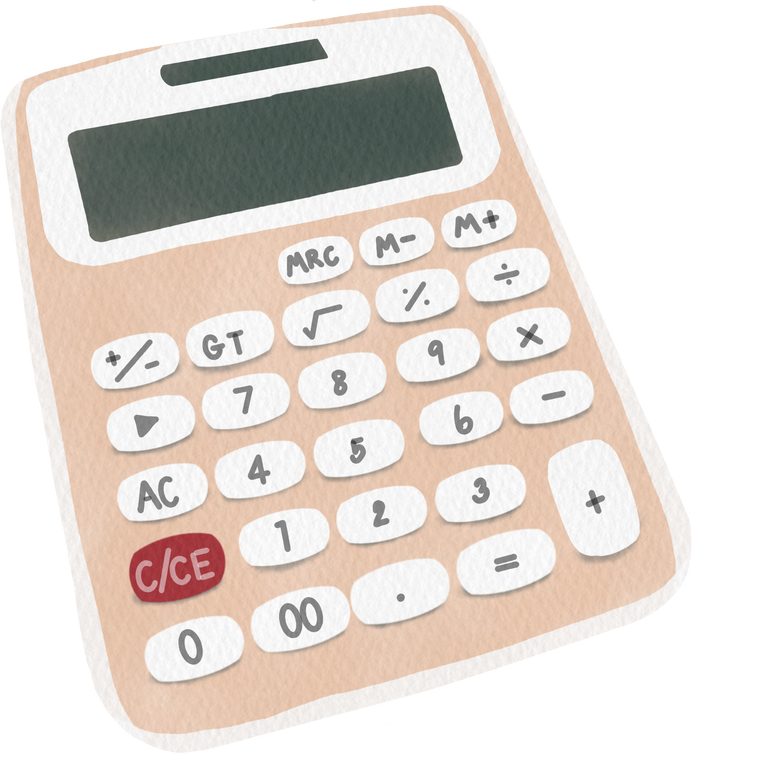 MRC M- M+
+/- GT √ % ÷
▶ 7 8 9 ×
AC 4 5 6 -
C/CE 1 2 3 +
0 00 . =